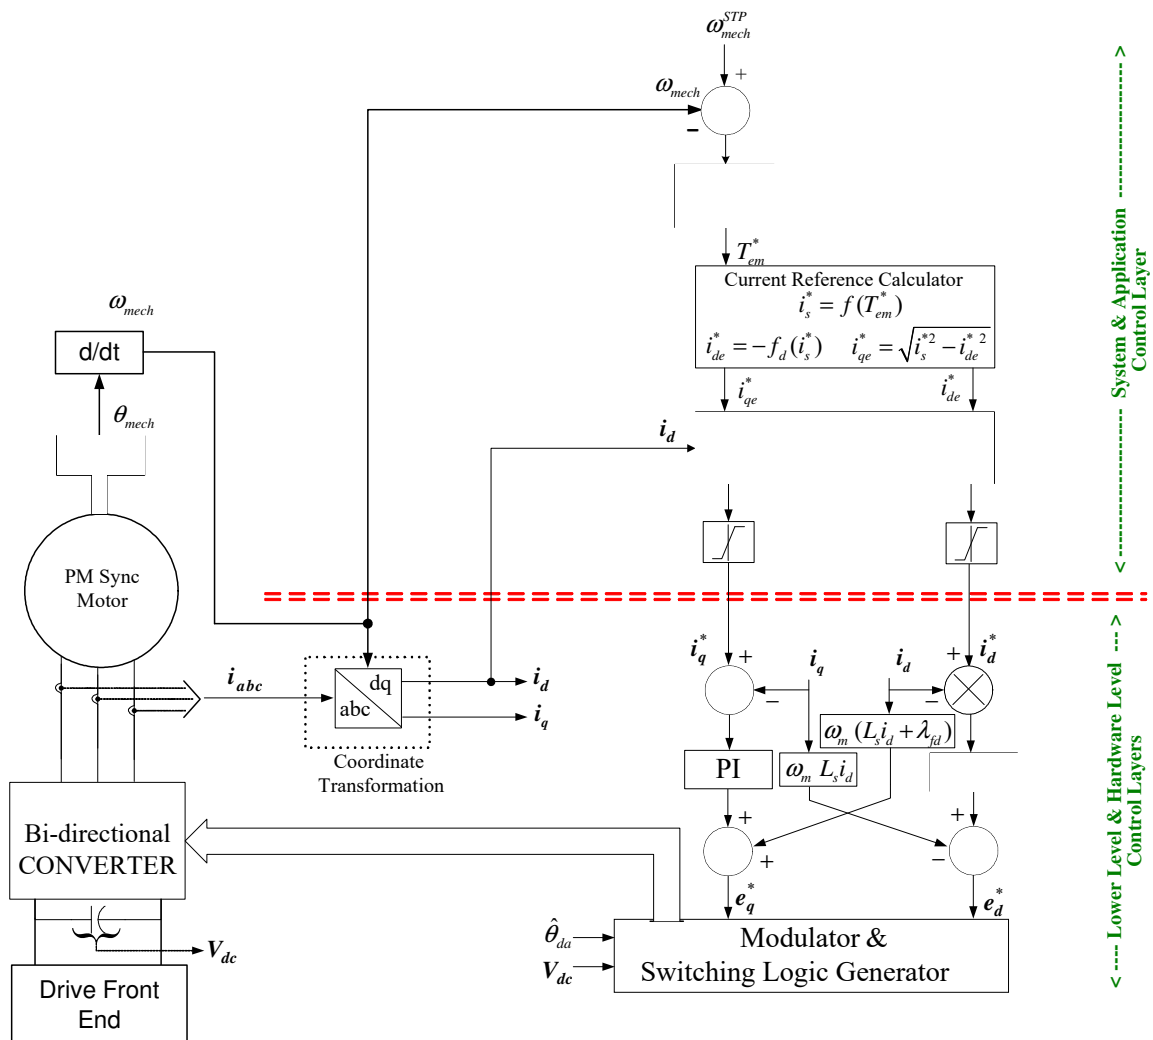 ω_mech^STP
+
ω_mech
-
T_em^*
Current Reference Calculator
i_s^* = f(T_em^*)
i_de^* = -f_d(i_s^*)    i_qe^* = √(i_s^*2 - i_de^*2)
i_qe^*
i_de^*
i_d
ω_mech
d/dt
θ_mech
PM Sync
Motor
i_abc
dq
abc
i_d
i_q
Coordinate
Transformation
i_q^*
i_q
i_d
i_d^*
+
-
+
-
ω_m (L_s i_d + λ_fd)
PI
ω_m L_s i_d
+
+
+
-
e_q^*
e_d^*
Bi-directional
CONVERTER
V_dc
Drive Front
End
θ̂_da
V_dc
Modulator &
Switching Logic Generator
System & Application
Control Layer
Lower Level & Hardware Level
Control Layers